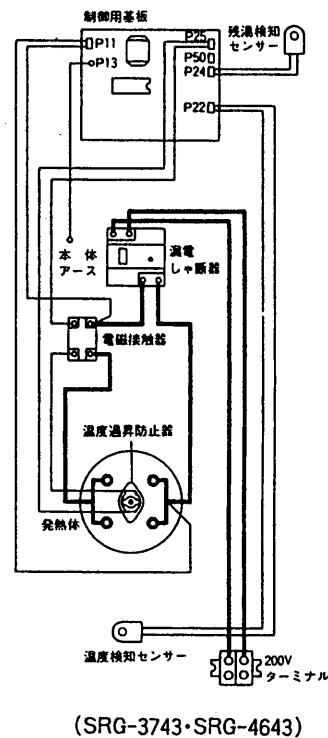 制御用基板
残湯検知
センサー
P11
P25
P50
P13
P24
P22
本体
アース
漏電
しゃ断器
電磁接触器
温度過昇防止器
発熱体
温度検知センサー
200V
ターミナル
(SRG-3743・SRG-4643)